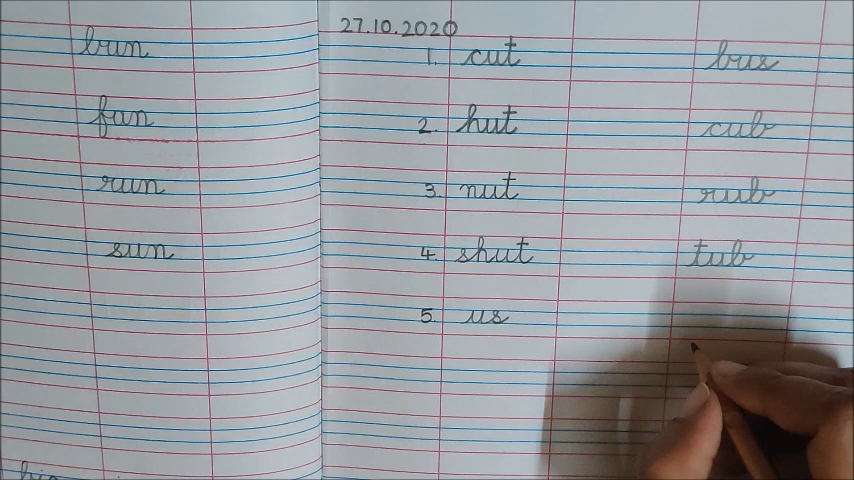 bun
fun
run
sun
27.10.2020
1. cut bus
2. hut cub
3. nut rub
4. shut tub
5. us